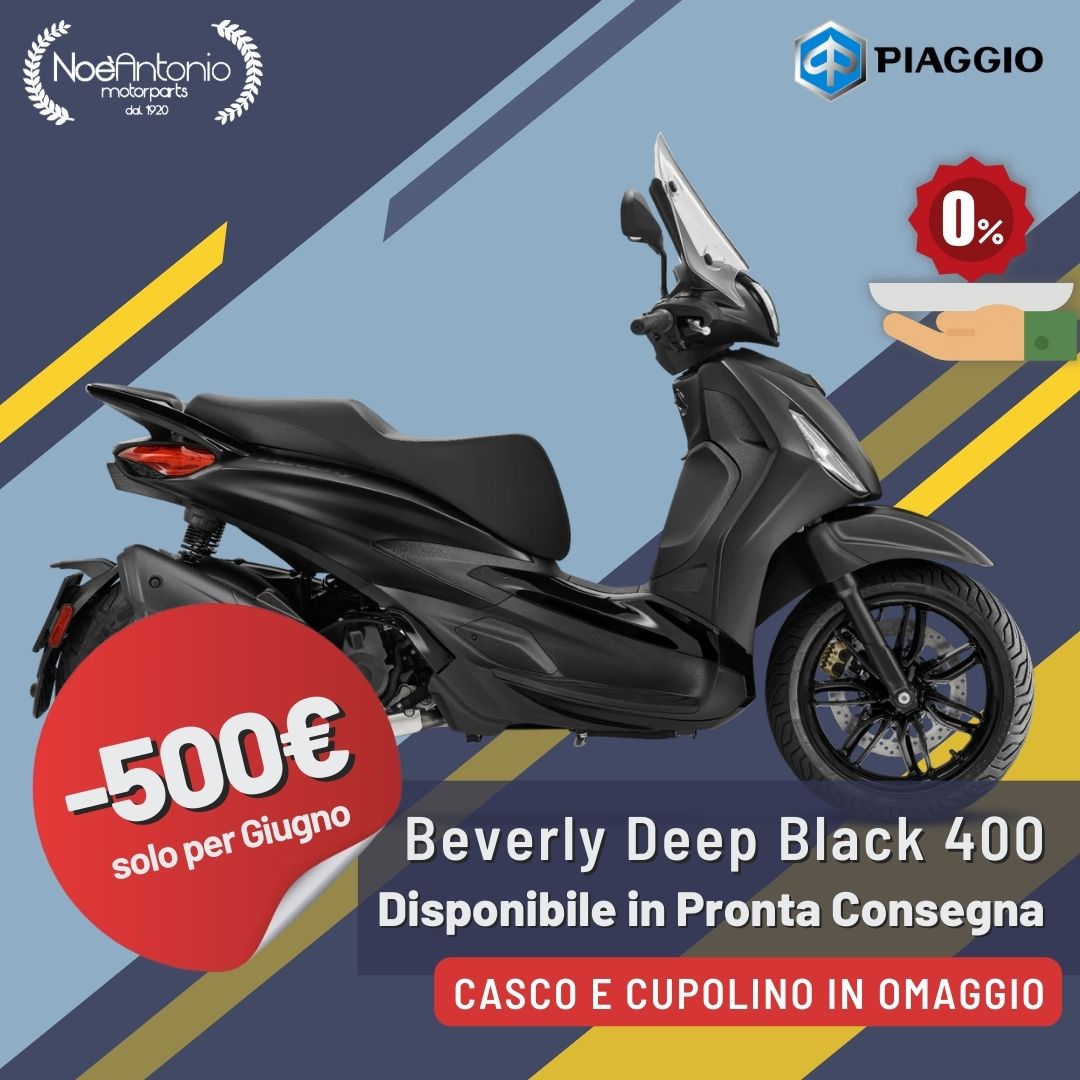 NoèAntonio
motorparts
dal 1920
PIAGGIO
0%
-500€
solo per Giugno
Beverly Deep Black 400
Disponibile in Pronta Consegna
CASCO E CUPOLINO IN OMAGGIO